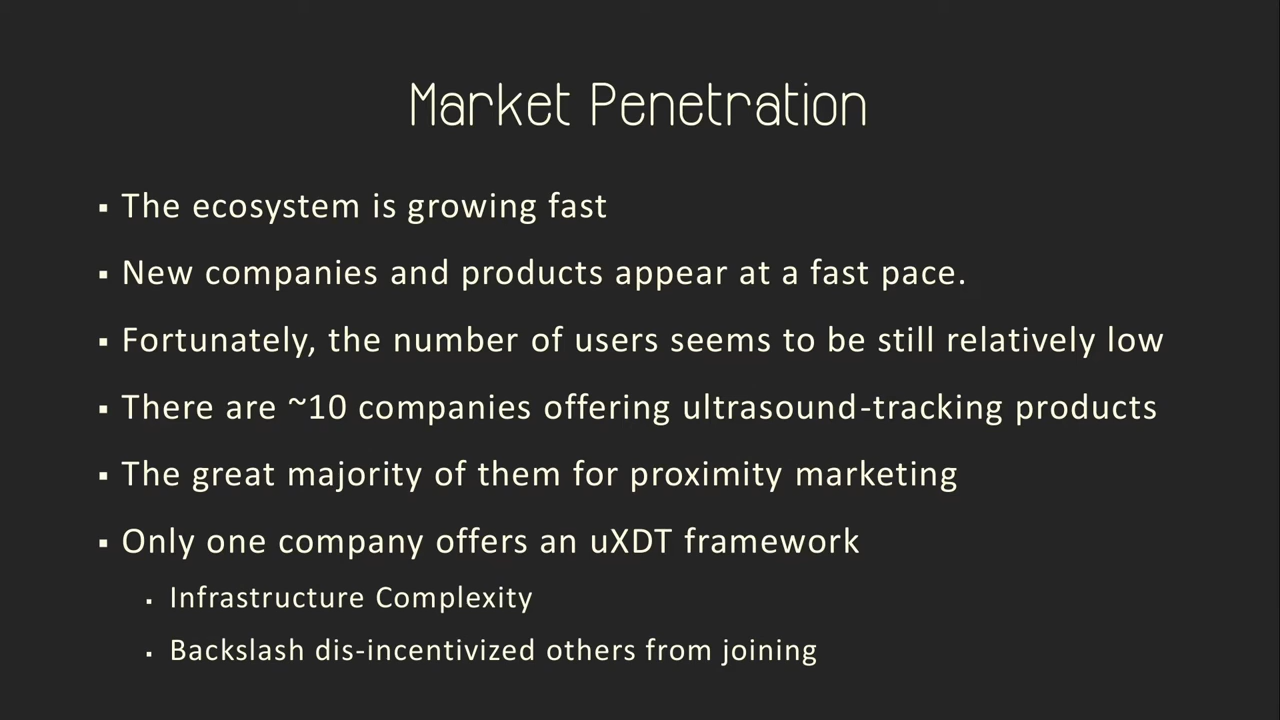 Market Penetration
▪ The ecosystem is growing fast
▪ New companies and products appear at a fast pace.
▪ Fortunately, the number of users seems to be still relatively low
▪ There are ~10 companies offering ultrasound-tracking products
▪ The great majority of them for proximity marketing
▪ Only one company offers an uXDT framework
▪ Infrastructure Complexity
▪ Backslash dis-incentivized others from joining